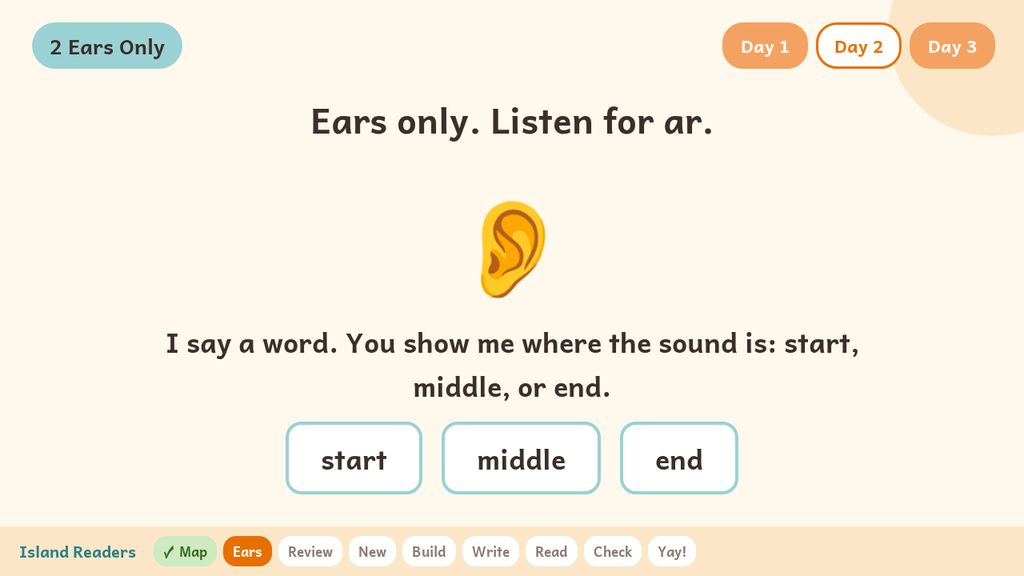 2 Ears Only
Day 1
Day 2
Day 3
Ears only. Listen for ar.
I say a word. You show me where the sound is: start,
middle, or end.
start
middle
end
Island Readers
✓ Map
Ears
Review
New
Build
Write
Read
Check
Yay!